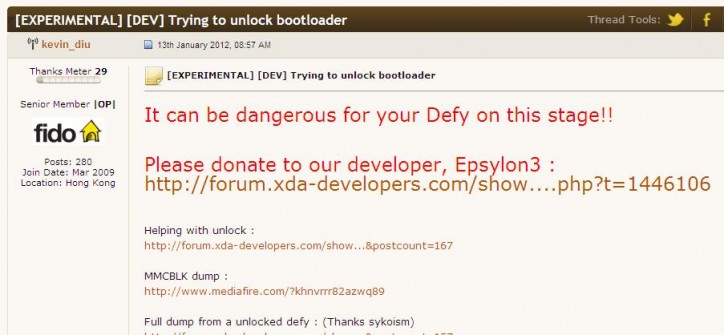 [EXPERIMENTAL] [DEV] Trying to unlock bootloader
Thread Tools:
kevin_diu
13th January 2012, 08:57 AM
Thanks Meter 29
Senior Member |OP|
fido
Posts: 280
Join Date: Mar 2009
Location: Hong Kong
[EXPERIMENTAL] [DEV] Trying to unlock bootloader
It can be dangerous for your Defy on this stage!!
Please donate to our developer, Epsylon3 :
http://forum.xda-developers.com/show....php?t=1446106
Helping with unlock :
http://forum.xda-developers.com/show...&postcount=167
MMCBLK dump :
http://www.mediafire.com/?khnvrrr82azwq89
Full dump from a unlocked defy : (Thanks sykoism)